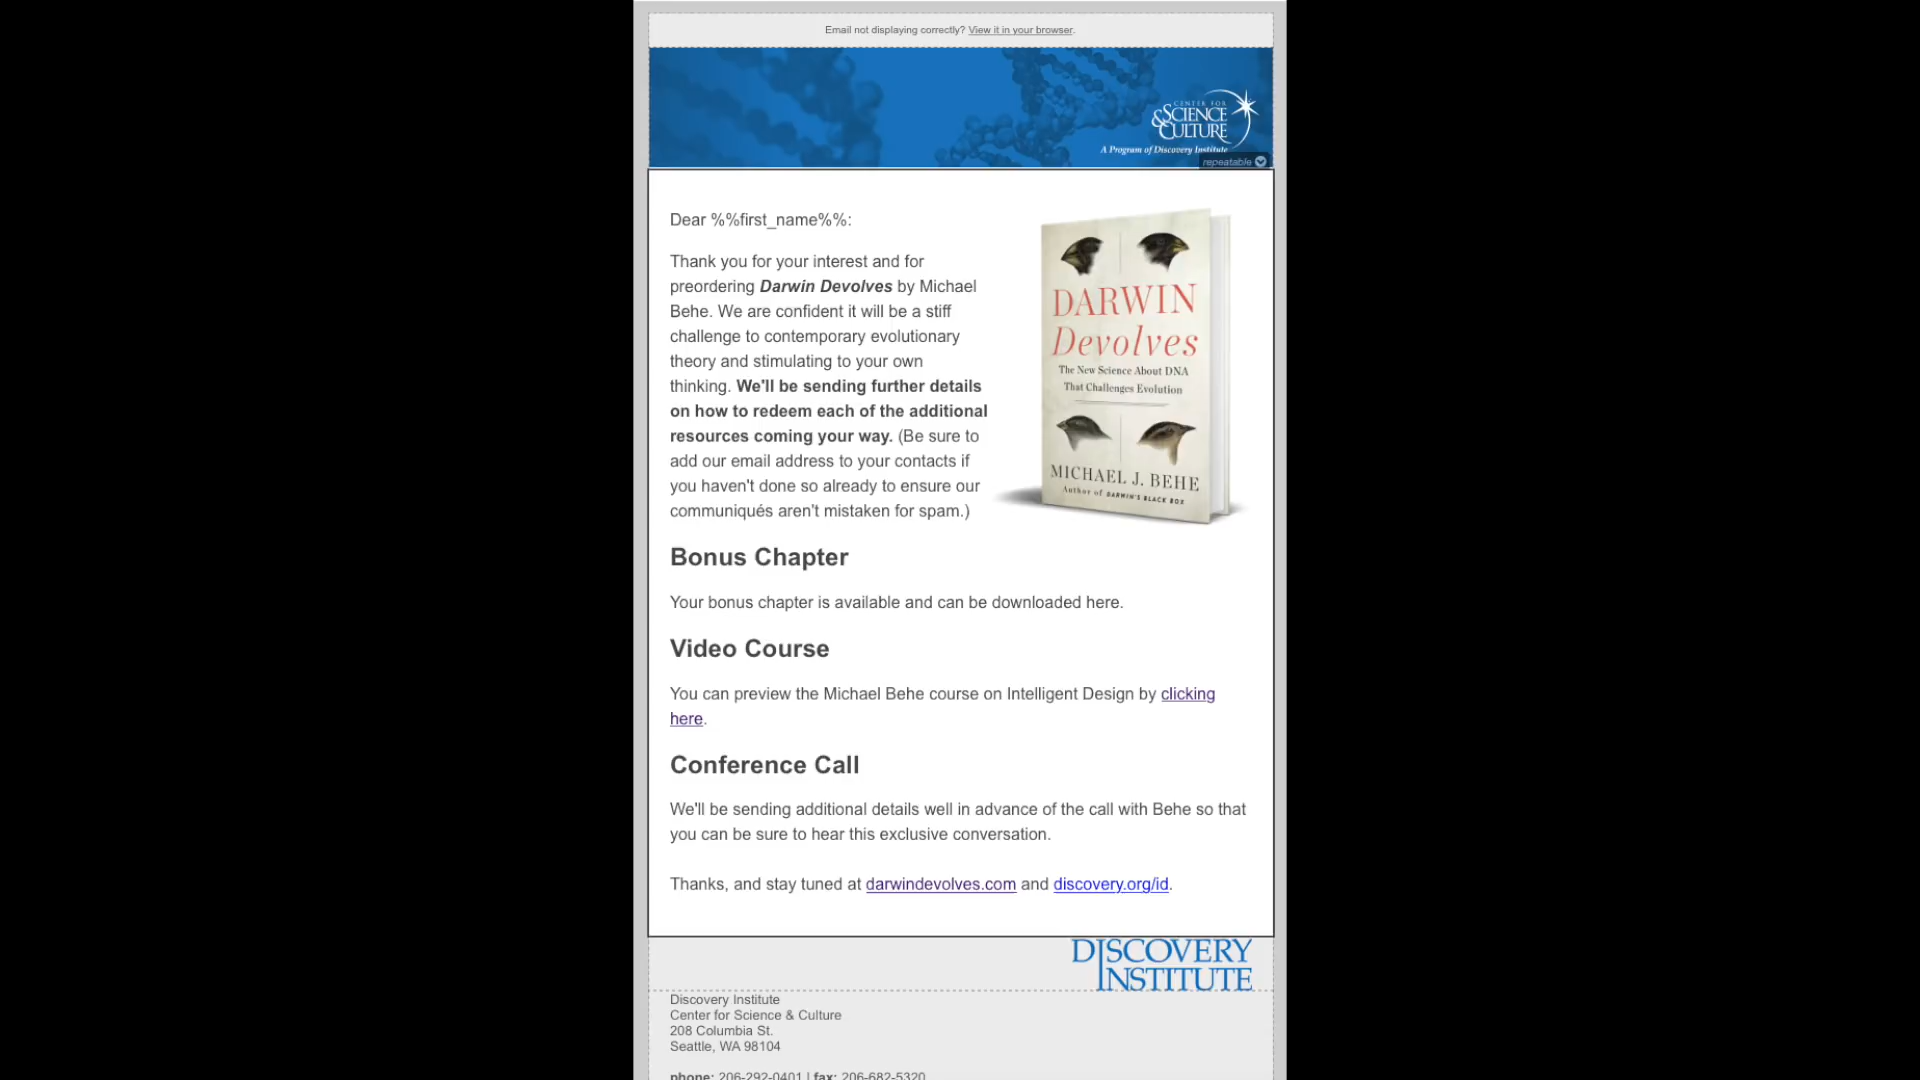 Email not displaying correctly? View it in your browser.
CENTER FOR
SCIENCE
& CULTURE
A Program of Discovery Institute
repeatable
Dear %%first_name%%:
Thank you for your interest and for
preordering Darwin Devolves by Michael
Behe. We are confident it will be a stiff
challenge to contemporary evolutionary
theory and stimulating to your own
thinking. We'll be sending further details
on how to redeem each of the additional
resources coming your way. (Be sure to
add our email address to your contacts if
you haven't done so already to ensure our
communiqués aren't mistaken for spam.)
DARWIN
Devolves
The New Science About DNA
That Challenges Evolution
MICHAEL J. BEHE
Author of DARWIN'S BLACK BOX
Bonus Chapter
Your bonus chapter is available and can be downloaded here.
Video Course
You can preview the Michael Behe course on Intelligent Design by clicking
here.
Conference Call
We'll be sending additional details well in advance of the call with Behe so that
you can be sure to hear this exclusive conversation.
Thanks, and stay tuned at darwindevolves.com and discovery.org/id.
DISCOVERY
INSTITUTE
Discovery Institute
Center for Science & Culture
208 Columbia St.
Seattle, WA 98104
phone: 206-292-0401 | fax: 206-682-5320